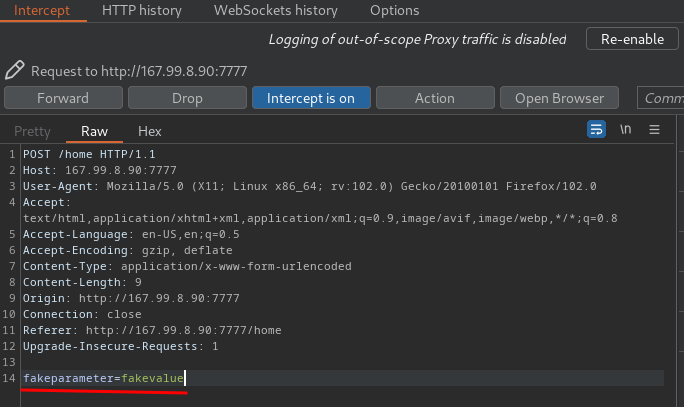 Intercept HTTP history WebSockets history Options
Logging of out-of-scope Proxy traffic is disabled Re-enable
Request to http://167.99.8.90:7777
Forward Drop Intercept is on Action Open Browser Comm
Pretty Raw Hex \n
1 POST /home HTTP/1.1
2 Host: 167.99.8.90:7777
3 User-Agent: Mozilla/5.0 (X11; Linux x86_64; rv:102.0) Gecko/20100101 Firefox/102.0
4 Accept:
text/html,application/xhtml+xml,application/xml;q=0.9,image/avif,image/webp,*/*;q=0.8
5 Accept-Language: en-US,en;q=0.5
6 Accept-Encoding: gzip, deflate
7 Content-Type: application/x-www-form-urlencoded
8 Content-Length: 9
9 Origin: http://167.99.8.90:7777
10 Connection: close
11 Referer: http://167.99.8.90:7777/home
12 Upgrade-Insecure-Requests: 1
13
14 fakeparameter=fakevalue